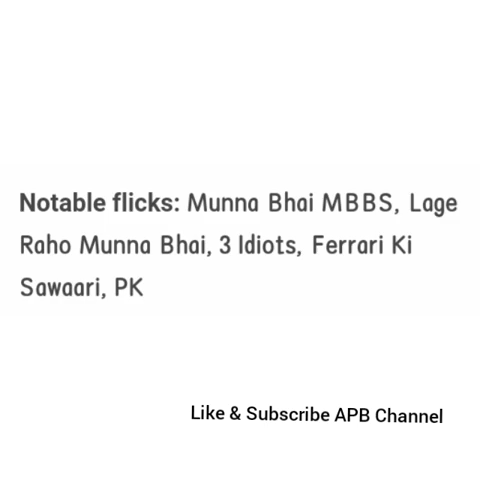 Notable flicks: Munna Bhai MBBS, Lage
Raho Munna Bhai, 3 Idiots, Ferrari Ki
Sawaari, PK
Like & Subscribe APB Channel